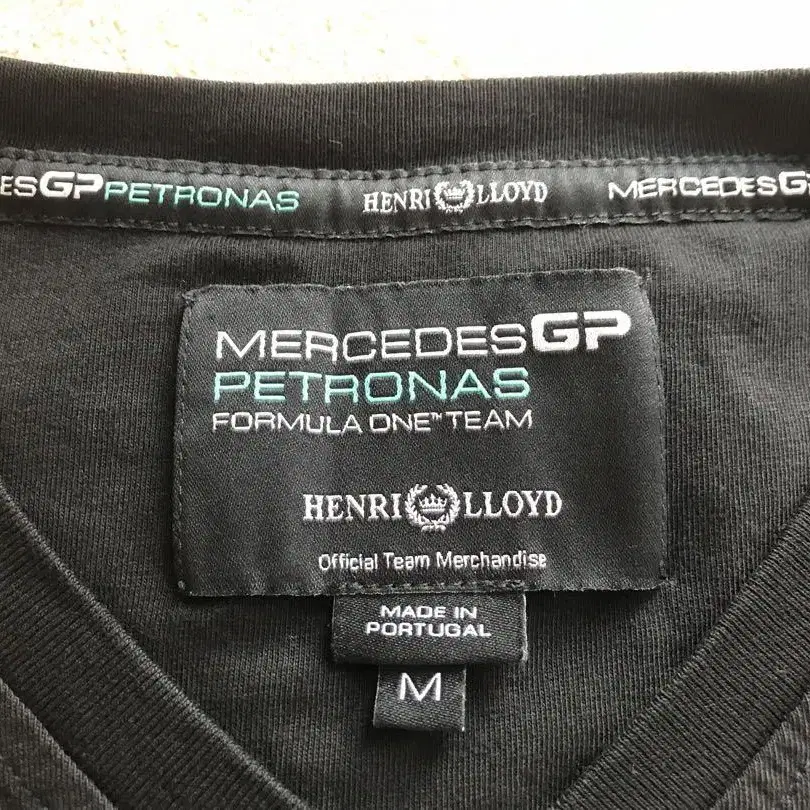 ESGPPETRONAS HENRI LLOYD MERCEDESG
MERCEDESGP
PETRONAS
FORMULA ONE™ TEAM
HENRI LLOYD
Official Team Merchandise
MADE IN
PORTUGAL
M